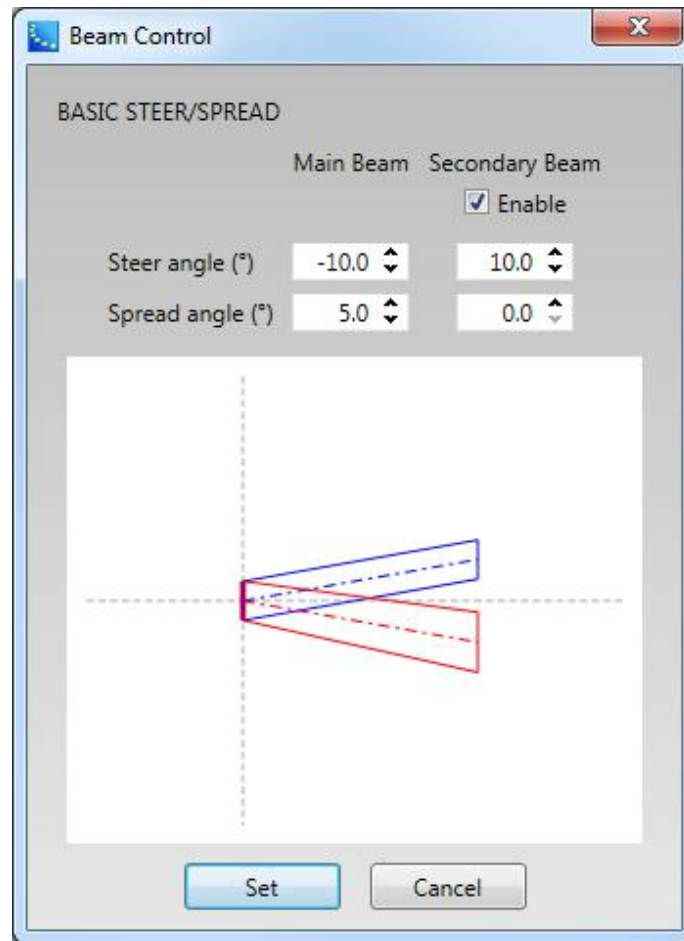 Beam Control
BASIC STEER/SPREAD
Main Beam Secondary Beam
Enable
Steer angle (°) -10.0 10.0
Spread angle (°) 5.0 0.0
Set Cancel